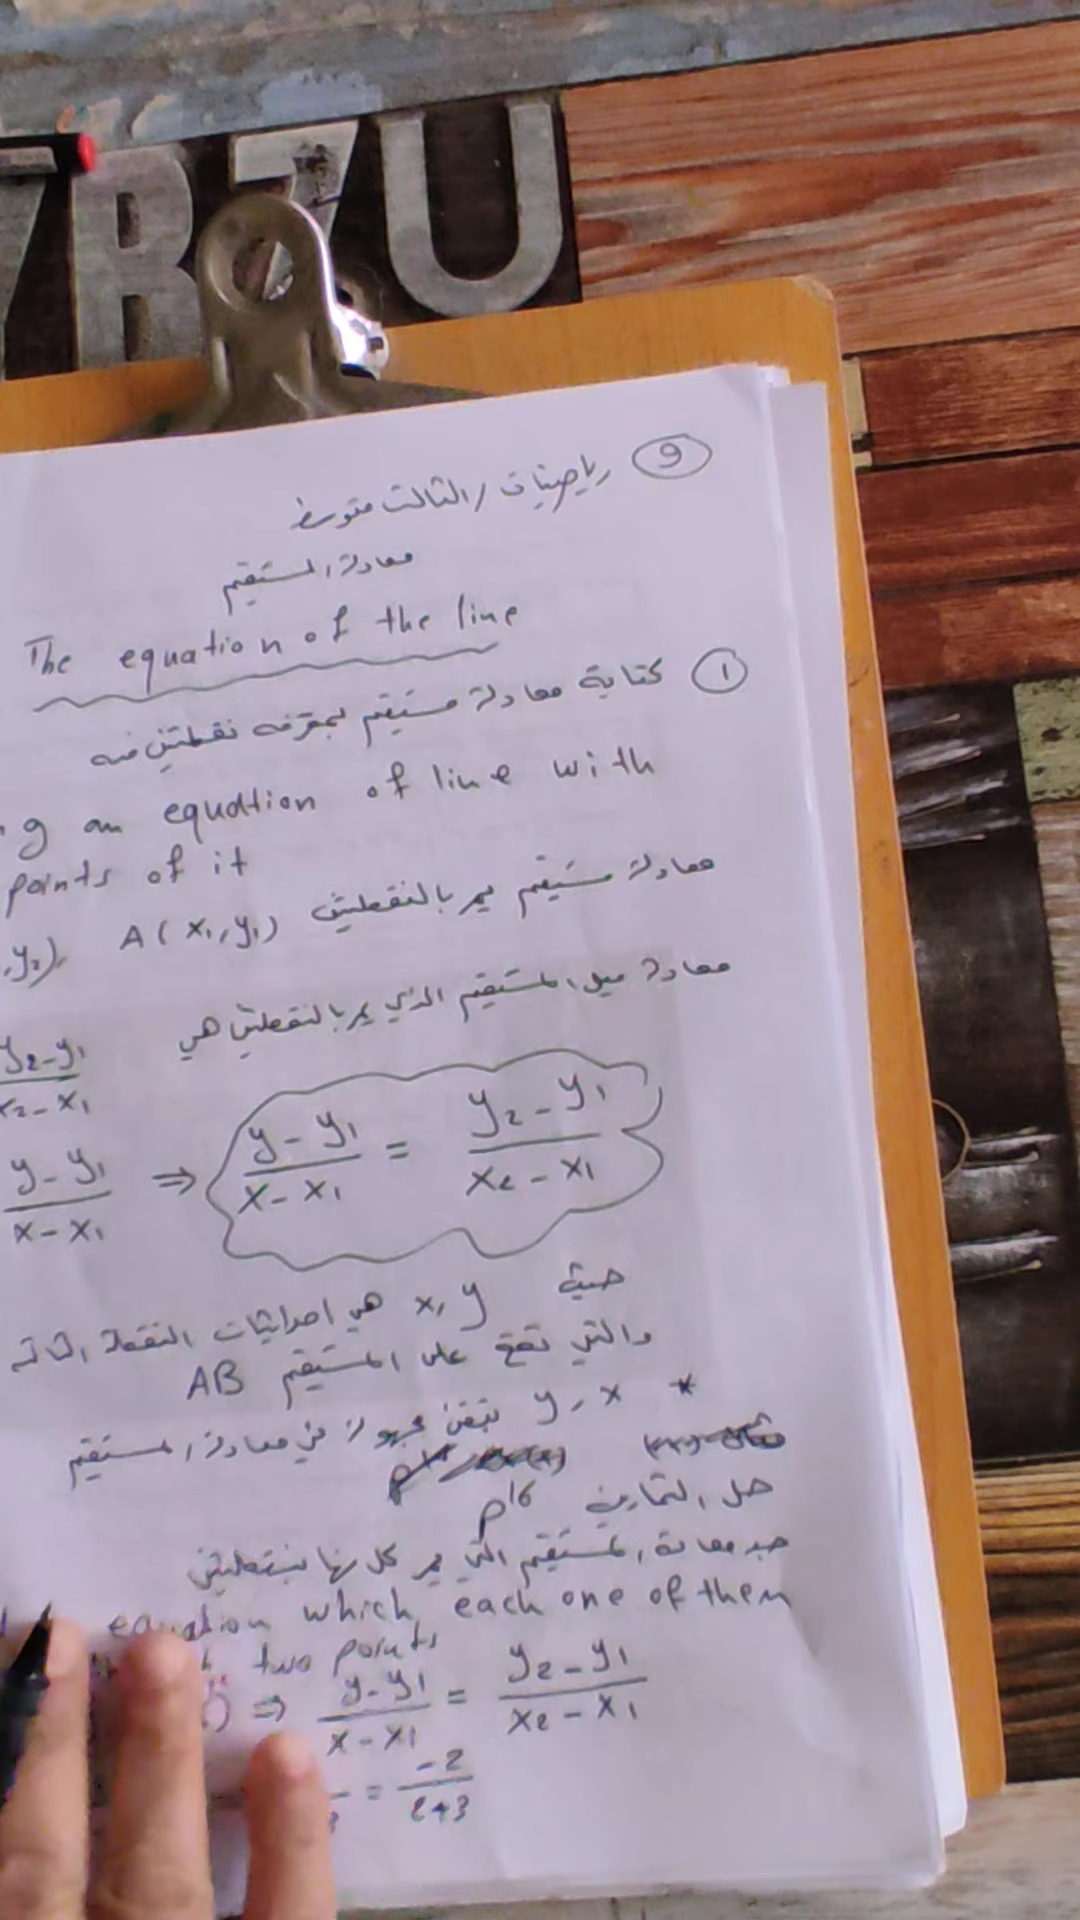 7B7U
9 رياضيات / الثالث متوسط
معادلة المستقيم
The equation of the line
1 كتابة معادلة مستقيم بمعرفة نقطتين منه
g an equation of line with
points of it
معادلة مستقيم يمر بالنقطتين A(x₁,y₁)
,y₂),
معادلة ميل المستقيم الذي يمر بالنقطتين هي
y₂-y₁ / x₂-x₁
y-y₁ / x-x₁ ⇒ y-y₁ / x-x₁ = y₂-y₁ / x₂-x₁
حيث x, y هي احداثيات النقطة الثالثة
والتي تقع على المستقيم AB
* y, x تبقى مجهولة في معادلة المستقيم
حل التمارين p16
جد معادلة المستقيم التي يمر كل منها بنقطتين
equation which each one of them
two points
⇒ y-y₁ / x-x₁ = y₂-y₁ / x₂-x₁
= -2 / 2+3